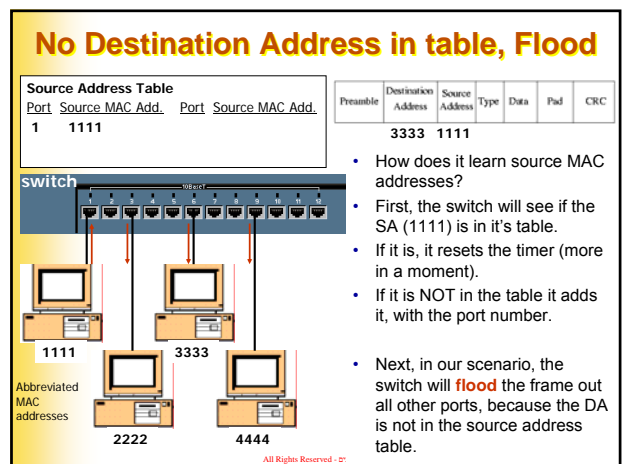 No Destination Address in table, Flood
Source Address Table
Port Source MAC Add. Port Source MAC Add.
1 1111
Preamble Destination Address Source Address Type Data Pad CRC
3333 1111
switch
10BaseT
1 2 3 4 5 6 7 8 9 10 11 12
1111 3333
Abbreviated
MAC
addresses
2222 4444
• How does it learn source MAC
addresses?
• First, the switch will see if the
SA (1111) is in it's table.
• If it is, it resets the timer (more
in a moment).
• If it is NOT in the table it adds
it, with the port number.
• Next, in our scenario, the
switch will flood the frame out
all other ports, because the DA
is not in the source address
table.
All Rights Reserved -